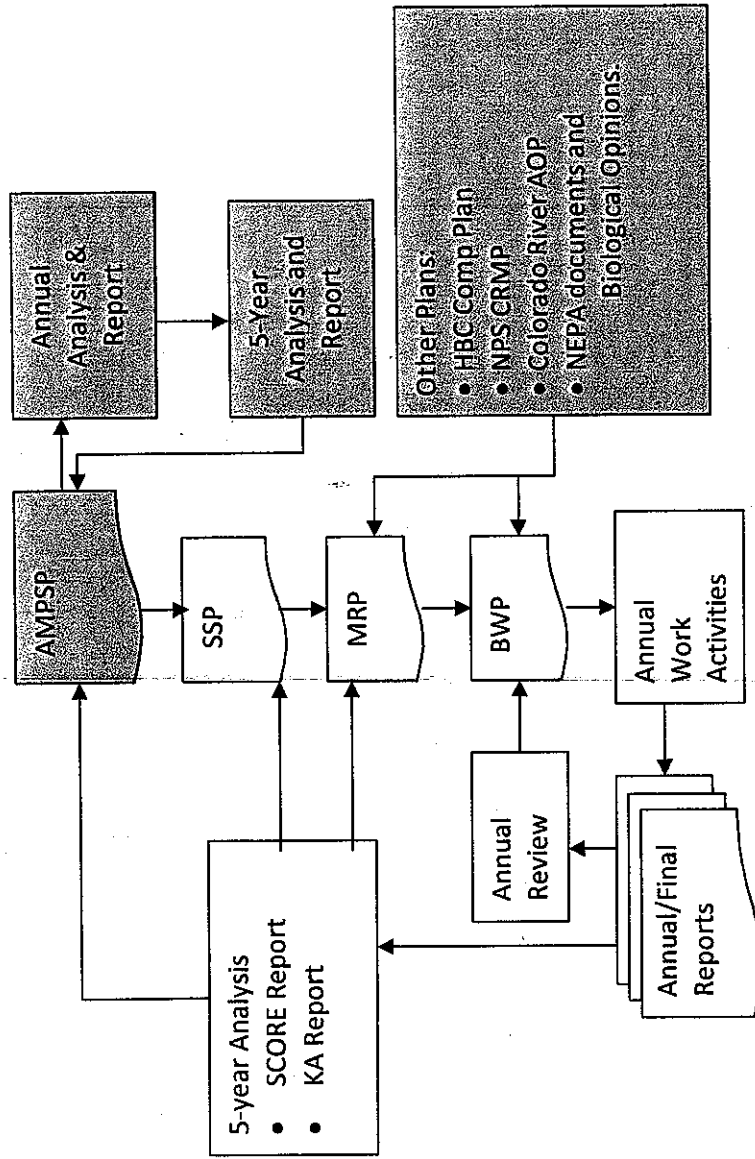 AMPSP
Annual
Analysis &
Report
5-Year
Analysis and
Report
SSP
MRP
BWP
Other Plans:
• HBC Comp Plan
• NPS CRMP
• Colorado River AOP
• NEPA documents and
Biological Opinions.
5-year Analysis
• SCORE Report
• KA Report
Annual
Review
Annual
Work
Activities
Annual/Final
Reports